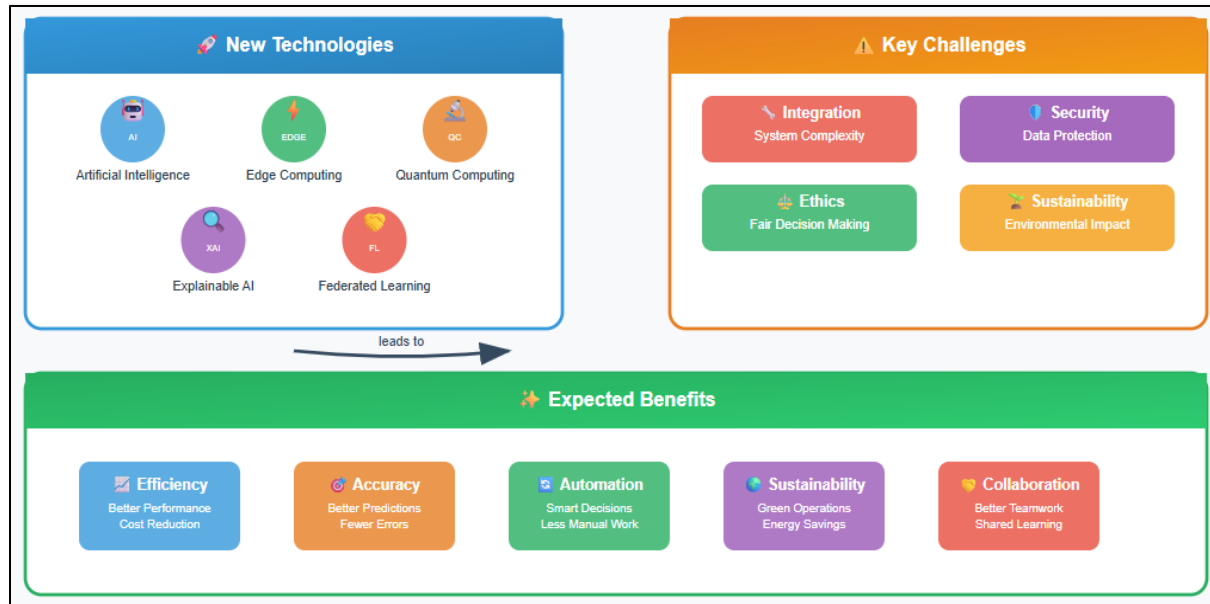 🚀 New Technologies
AI
EDGE
QC
Artificial Intelligence
Edge Computing
Quantum Computing
XAI
FL
Explainable AI
Federated Learning
⚠️ Key Challenges
Integration
System Complexity
Security
Data Protection
Ethics
Fair Decision Making
Sustainability
Environmental Impact
leads to
Expected Benefits
Efficiency
Better Performance
Cost Reduction
Accuracy
Better Predictions
Fewer Errors
Automation
Smart Decisions
Less Manual Work
Sustainability
Green Operations
Energy Savings
Collaboration
Better Teamwork
Shared Learning